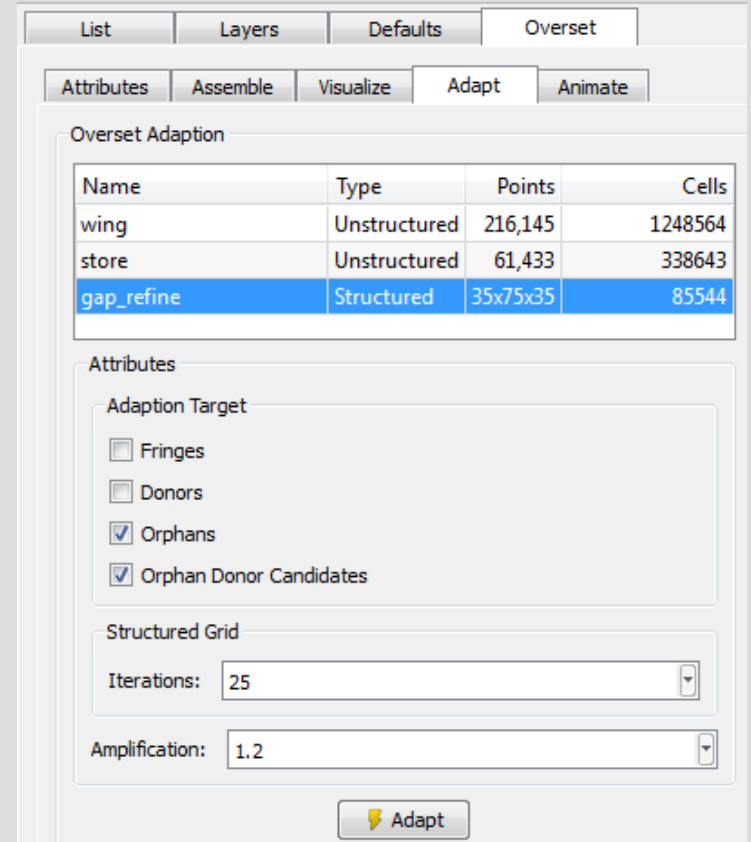 List Layers Defaults Overset
Attributes Assemble Visualize Adapt Animate
Overset Adaption
Name Type Points Cells
wing Unstructured 216,145 1248564
store Unstructured 61,433 338643
gap_refine Structured 35x75x35 85544
Attributes
Adaption Target
Fringes
Donors
Orphans
Orphan Donor Candidates
Structured Grid
Iterations: 25
Amplification: 1.2
Adapt